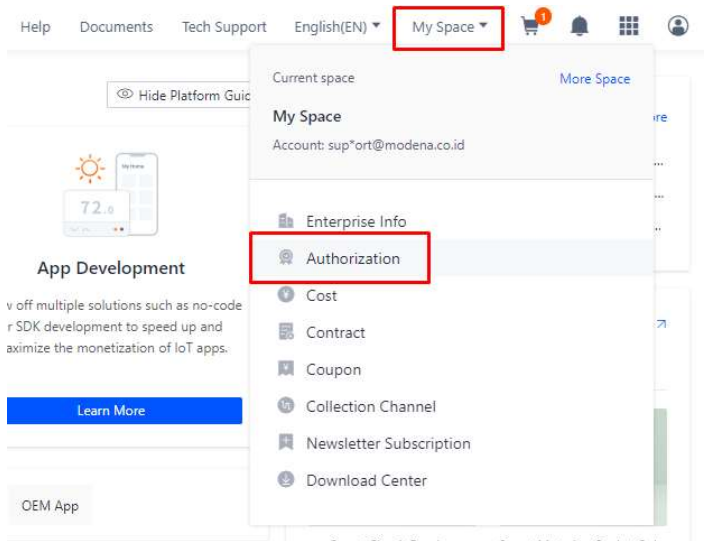 Help Documents Tech Support English(EN) My Space 1
Hide Platform Guid
Current space More Space
My Space
Account: sup*ort@modena.co.id
re
My Home
72.0
...
...
..
App Development
v off multiple solutions such as no-code
r SDK development to speed up and
aximize the monetization of IoT apps.
Learn More
OEM App
Enterprise Info
Authorization
Cost
Contract
Coupon
Collection Channel
Newsletter Subscription
Download Center